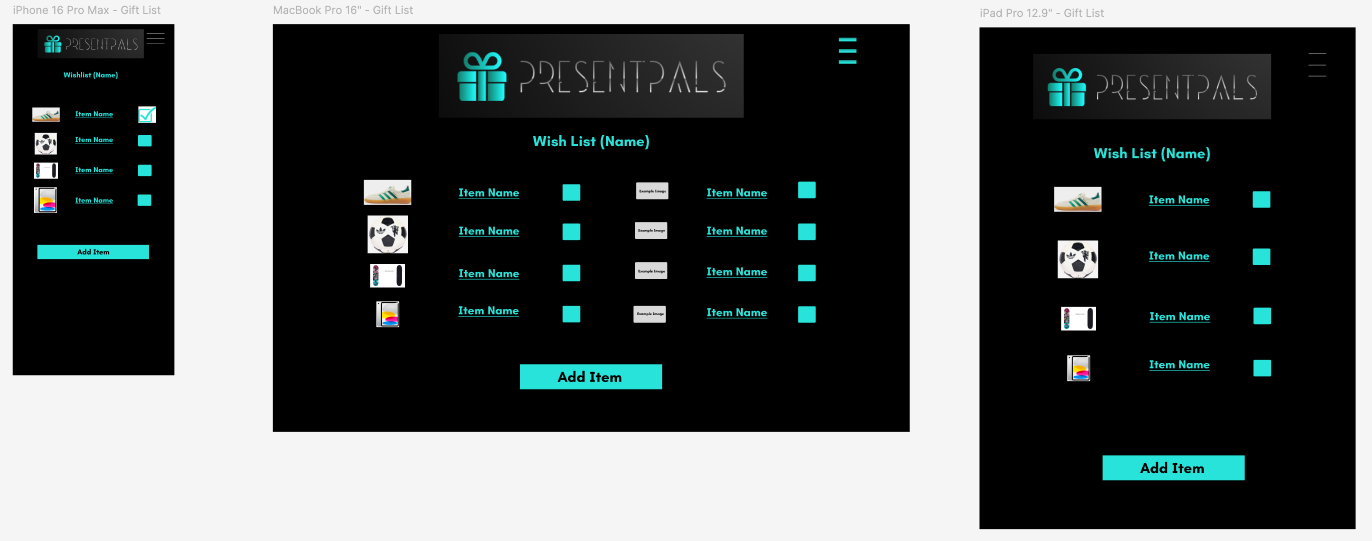 iPhone 16 Pro Max - Gift List
PRESENTPALS
Wishlist (Name)
Item Name
Item Name
Item Name
Item Name
Add Item
MacBook Pro 16" - Gift List
PRESENTPALS
Wish List (Name)
Item Name
Example Image
Item Name
Item Name
Example Image
Item Name
Item Name
Example Image
Item Name
Item Name
Example Image
Item Name
Add Item
iPad Pro 12.9" - Gift List
PRESENTPALS
Wish List (Name)
Item Name
Item Name
Item Name
Item Name
Add Item